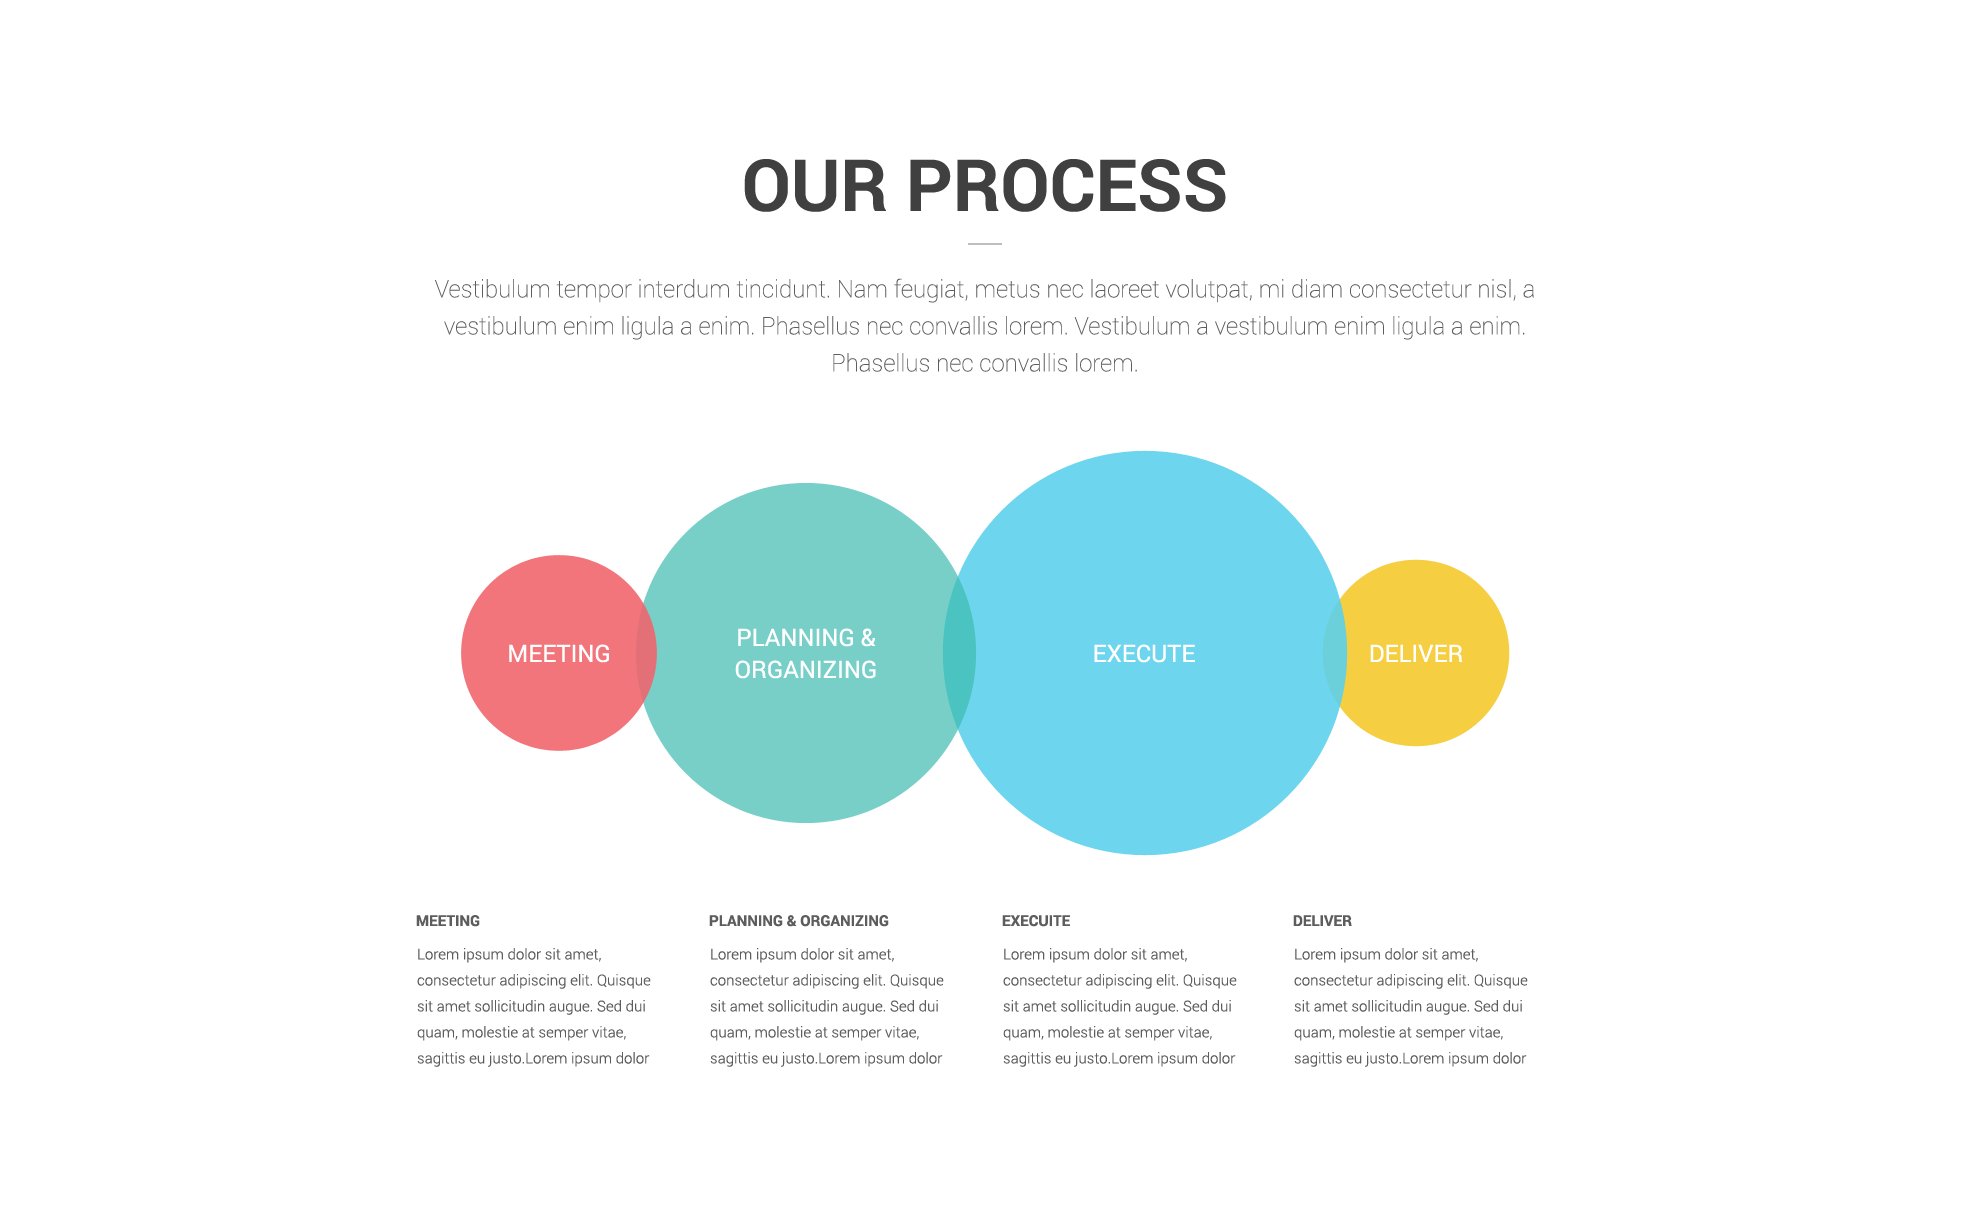 OUR PROCESS
Vestibulum tempor interdum tincidunt. Nam feugiat, metus nec laoreet volutpat, mi diam consectetur nisl, a
vestibulum enim ligula a enim. Phasellus nec convallis lorem. Vestibulum a vestibulum enim ligula a enim.
Phasellus nec convallis lorem.
MEETING
PLANNING &
ORGANIZING
EXECUTE
DELIVER
MEETING
Lorem ipsum dolor sit amet,
consectetur adipiscing elit. Quisque
sit amet sollicitudin augue. Sed dui
quam, molestie at semper vitae,
sagittis eu justo.Lorem ipsum dolor
PLANNING & ORGANIZING
Lorem ipsum dolor sit amet,
consectetur adipiscing elit. Quisque
sit amet sollicitudin augue. Sed dui
quam, molestie at semper vitae,
sagittis eu justo.Lorem ipsum dolor
EXECUITE
Lorem ipsum dolor sit amet,
consectetur adipiscing elit. Quisque
sit amet sollicitudin augue. Sed dui
quam, molestie at semper vitae,
sagittis eu justo.Lorem ipsum dolor
DELIVER
Lorem ipsum dolor sit amet,
consectetur adipiscing elit. Quisque
sit amet sollicitudin augue. Sed dui
quam, molestie at semper vitae,
sagittis eu justo.Lorem ipsum dolor